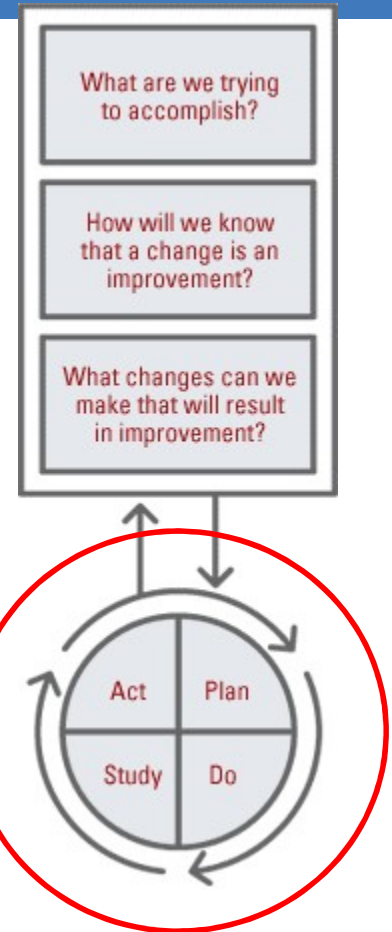 What are we trying
to accomplish?
How will we know
that a change is an
improvement?
What changes can we
make that will result
in improvement?
Act
Plan
Study
Do